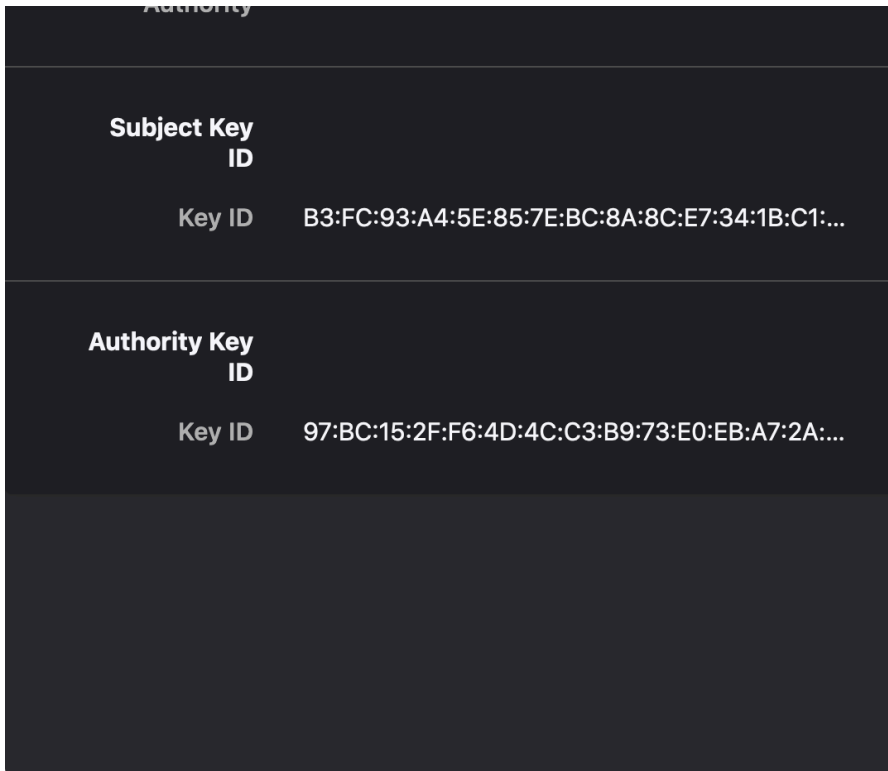 Authority
Subject Key
ID
Key ID B3:FC:93:A4:5E:85:7E:BC:8A:8C:E7:34:1B:C1:...
Authority Key
ID
Key ID 97:BC:15:2F:F6:4D:4C:C3:B9:73:E0:EB:A7:2A:...